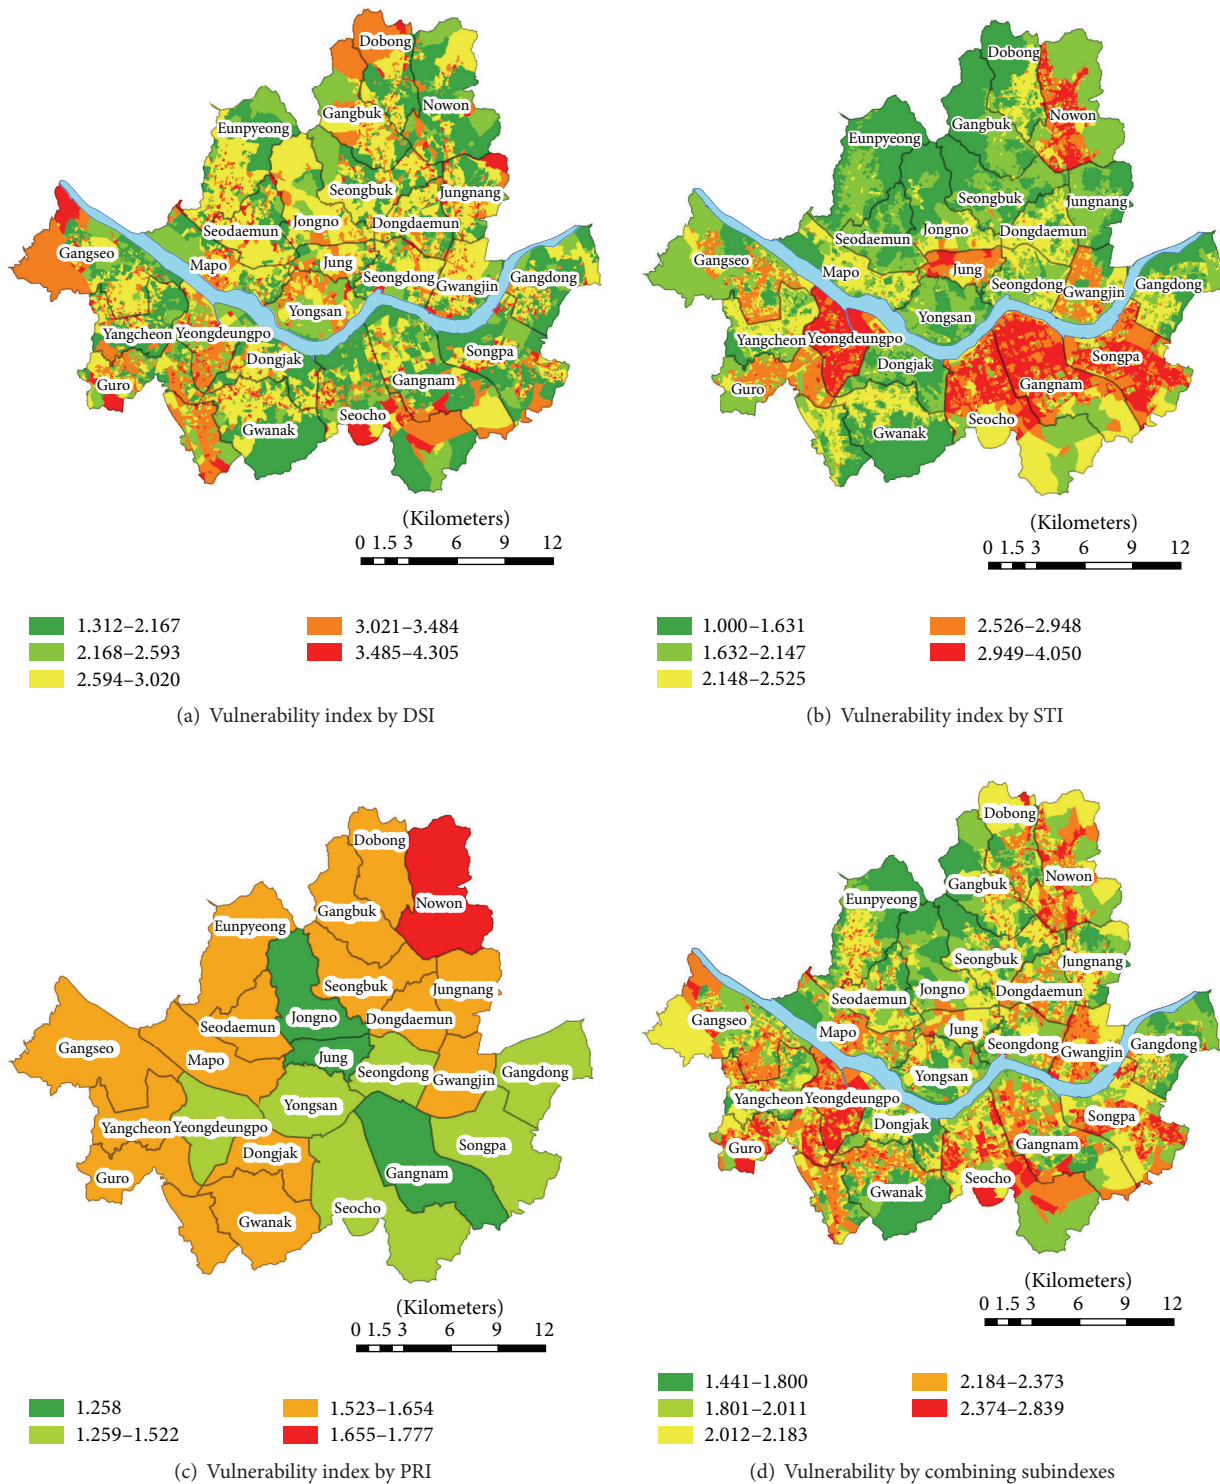 Dobong
Nowon
Gangbuk
Eunpyeong
Seongbuk
Jungnang
Jongno
Dongdaemun
Seodaemun
Gangseo
Jung
Mapo
Seongdong
Gangdong
Gwangjin
Yongsan
Yangcheon
Yeongdeungpo
Dongjak
Songpa
Guro
Gangnam
Seocho
Gwanak
(Kilometers)
0 1.5 3 6 9 12
1.312–2.167
2.168–2.593
2.594–3.020
3.021–3.484
3.485–4.305
(a) Vulnerability index by DSI
Dobong
Nowon
Gangbuk
Eunpyeong
Seongbuk
Jungnang
Jongno
Dongdaemun
Seodaemun
Gangseo
Jung
Mapo
Seongdong
Gangdong
Gwangjin
Yongsan
Yangcheon
Yeongdeungpo
Dongjak
Songpa
Guro
Gangnam
Seocho
Gwanak
(Kilometers)
0 1.5 3 6 9 12
1.000–1.631
1.632–2.147
2.148–2.525
2.526–2.948
2.949–4.050
(b) Vulnerability index by STI
Dobong
Nowon
Gangbuk
Eunpyeong
Seongbuk
Jungnang
Jongno
Dongdaemun
Seodaemun
Gangseo
Jung
Mapo
Seongdong
Gangdong
Gwangjin
Yongsan
Yangcheon
Yeongdeungpo
Dongjak
Songpa
Guro
Gangnam
Seocho
Gwanak
(Kilometers)
0 1.5 3 6 9 12
1.258
1.259–1.522
1.523–1.654
1.655–1.777
(c) Vulnerability index by PRI
Dobong
Nowon
Gangbuk
Eunpyeong
Seongbuk
Jungnang
Jongno
Dongdaemun
Seodaemun
Gangseo
Jung
Mapo
Seongdong
Gangdong
Gwangjin
Yongsan
Yangcheon
Yeongdeungpo
Dongjak
Songpa
Guro
Gangnam
Seocho
Gwanak
(Kilometers)
0 1.5 3 6 9 12
1.441–1.800
1.801–2.011
2.012–2.183
2.184–2.373
2.374–2.839
(d) Vulnerability by combining subindexes